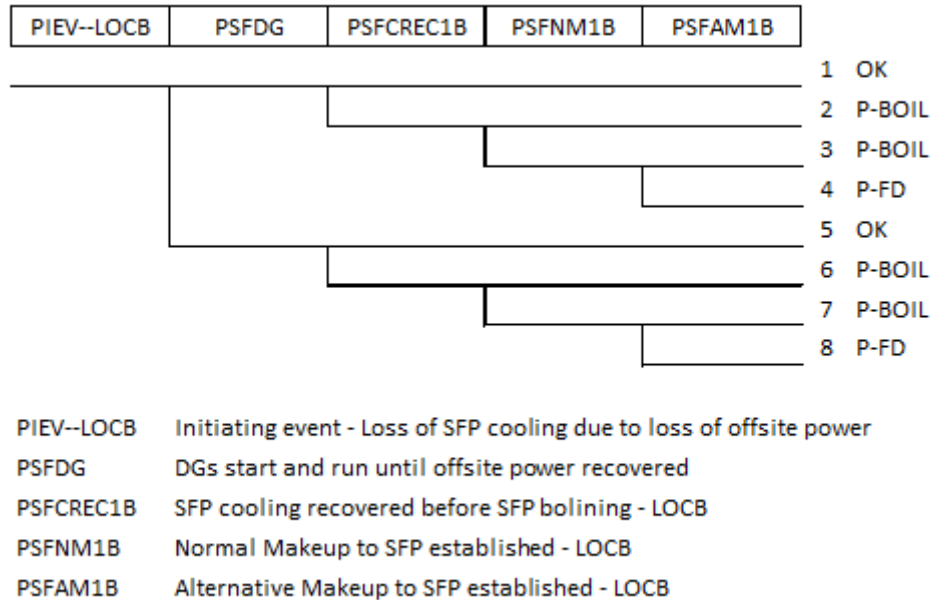 PIEV--LOCB PSFDG PSFCREC1B PSFNM1B PSFAM1B
1 OK
2 P-BOIL
3 P-BOIL
4 P-FD
5 OK
6 P-BOIL
7 P-BOIL
8 P-FD
PIEV--LOCB Initiating event - Loss of SFP cooling due to loss of offsite power
PSFDG DGs start and run until offsite power recovered
PSFCREC1B SFP cooling recovered before SFP bolining - LOCB
PSFNM1B Normal Makeup to SFP established - LOCB
PSFAM1B Alternative Makeup to SFP established - LOCB